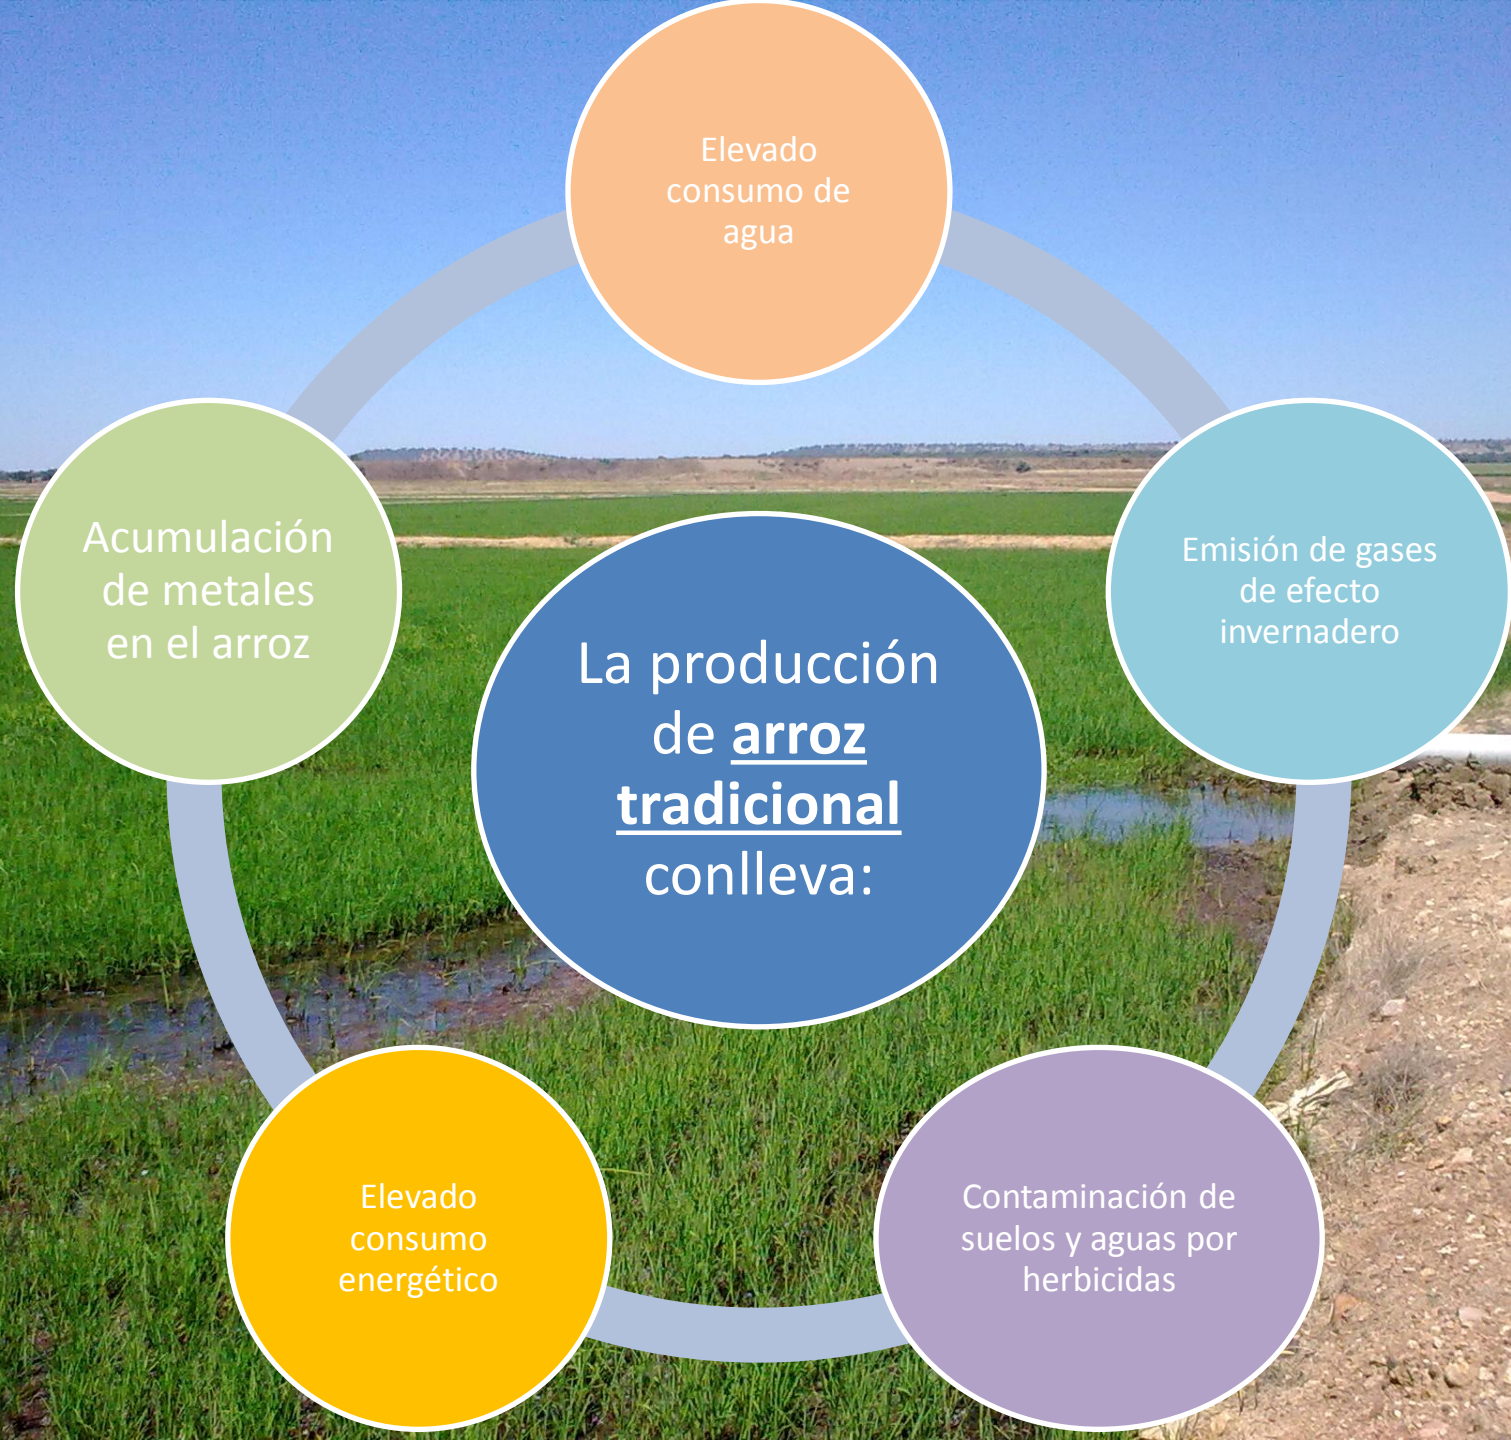 Elevado
consumo de
agua
Emisión de gases
de efecto
invernadero
Contaminación de
suelos y aguas por
herbicidas
Elevado
consumo
energético
Acumulación
de metales
en el arroz
La producción
de arroz
tradicional
conlleva: